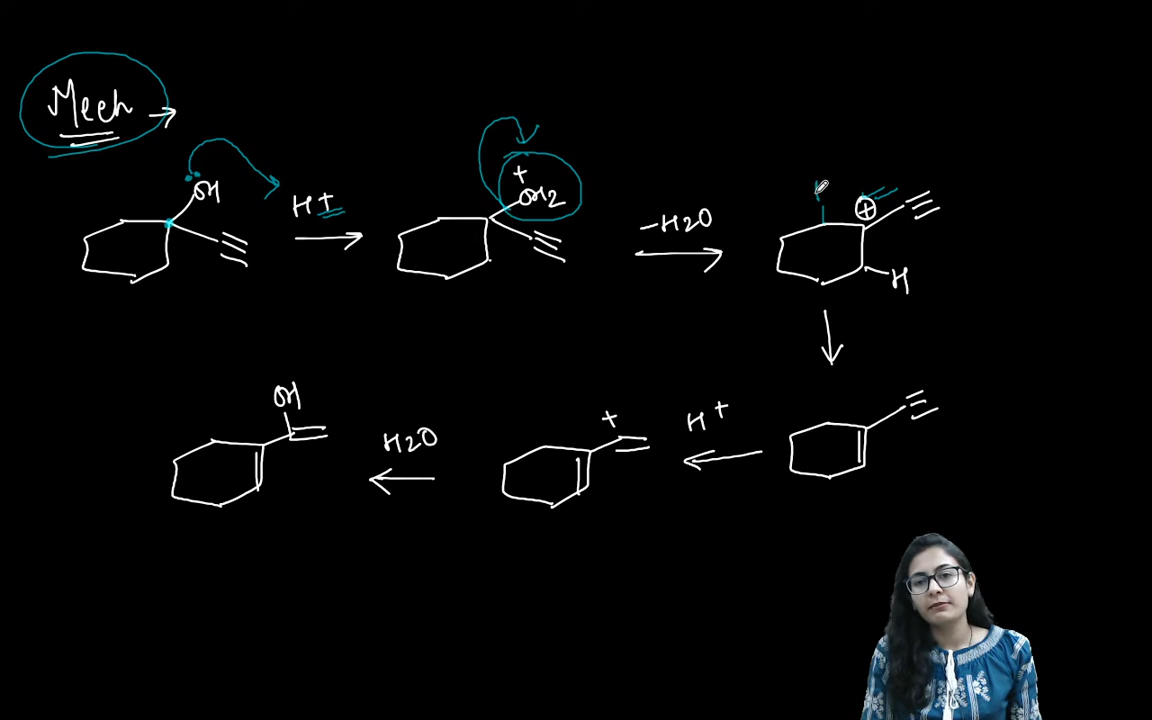 Mech →
OH
H+
+
OH2
-H2O
+
H
OH
H2O
+
H+